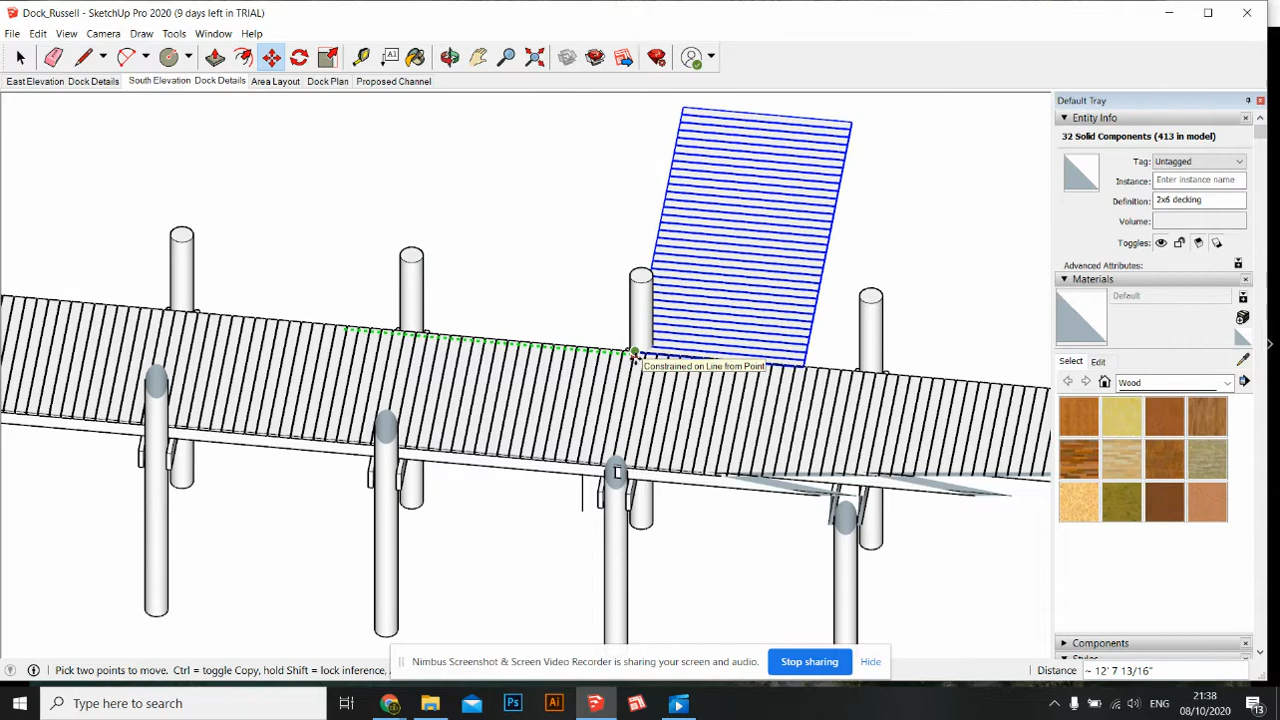 Dock_Russell - SketchUp Pro 2020 (9 days left in TRIAL)
File Edit View Camera Draw Tools Window Help
East Elevation Dock Details South Elevation Dock Details Area Layout Dock Plan Proposed Channel
Default Tray
Entity Info
32 Solid Components (413 in model)
Tag: Untagged
Instance: Enter instance name
Definition: 2x6 decking
Volume:
Toggles:
Advanced Attributes:
Materials
Default
Select Edit
Wood
Constrained on Line from Point
Components
Nimbus Screenshot & Screen Video Recorder is sharing your screen and audio. Stop sharing Hide
Pick two points to move. Ctrl = toggle Copy, hold Shift = lock inference, Distance ~ 12' 7 13/16"
Type here to search
Ps Ai
ENG
21:38
08/10/2020
13